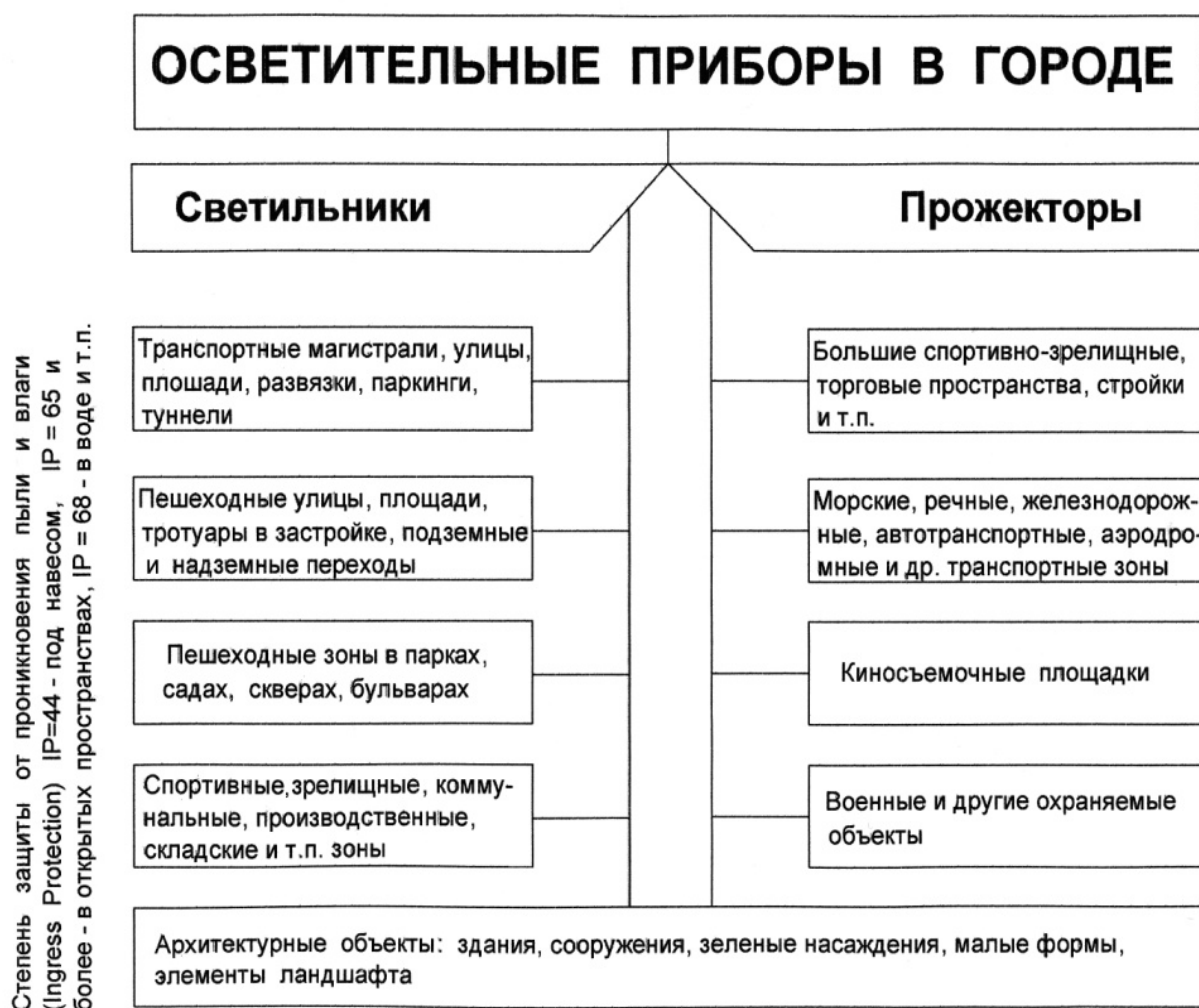 ОСВЕТИТЕЛЬНЫЕ ПРИБОРЫ В ГОРОДЕ
Светильники
Прожекторы
Транспортные магистрали, улицы,
плошади, развязки, паркинги,
туннели
Большие спортивно-зрелищные,
торговые пространства, стройки
и т.п.
Пешеходные улицы, площади,
тротуары в застройке, подземные
и надземные переходы
Морские, речные, железнодорож-
ные, автотранспортные, аэродро-
мные и др. транспортные зоны
Пешеходные зоны в парках,
садах, скверах, бульварах
Киносъемочные площадки
Спортивные,зрелищные, комму-
нальные, производственные,
складские и т.п. зоны
Военные и другие охраняемые
объекты
Архитектурные объекты: здания, сооружения, зеленые насаждения, малые формы,
элементы ландшафта
Степень защиты от проникновения пыли и влаги
(Ingress Protection) IP=44 - под навесом, IP = 65 и
более - в открытых пространствах, IP = 68 - в воде и т.п.